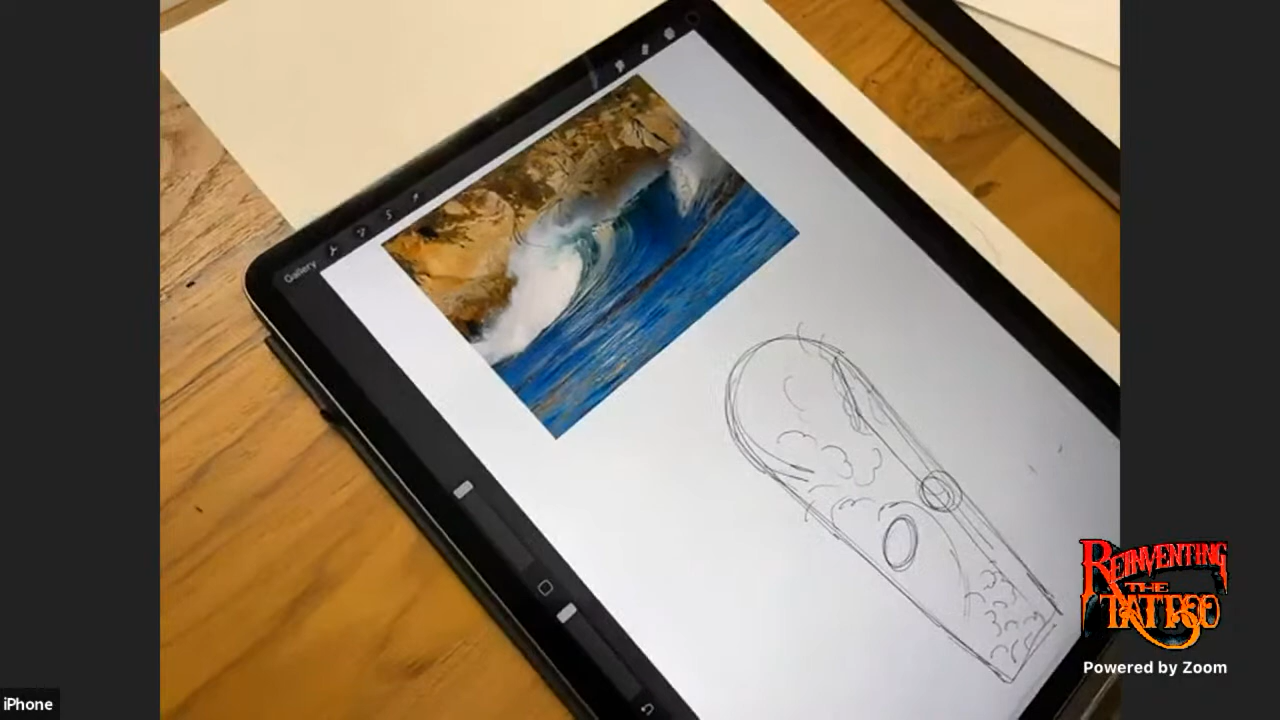 Gallery
S
REINVENTING
THE
TATTOO
Powered by Zoom
iPhone